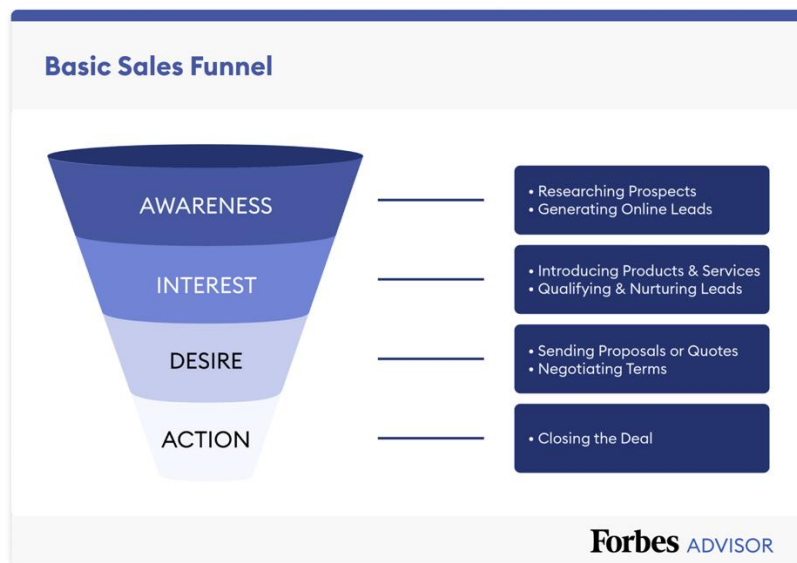 Basic Sales Funnel
AWARENESS
• Researching Prospects
• Generating Online Leads
INTEREST
• Introducing Products & Services
• Qualifying & Nurturing Leads
DESIRE
• Sending Proposals or Quotes
• Negotiating Terms
ACTION
• Closing the Deal
Forbes ADVISOR